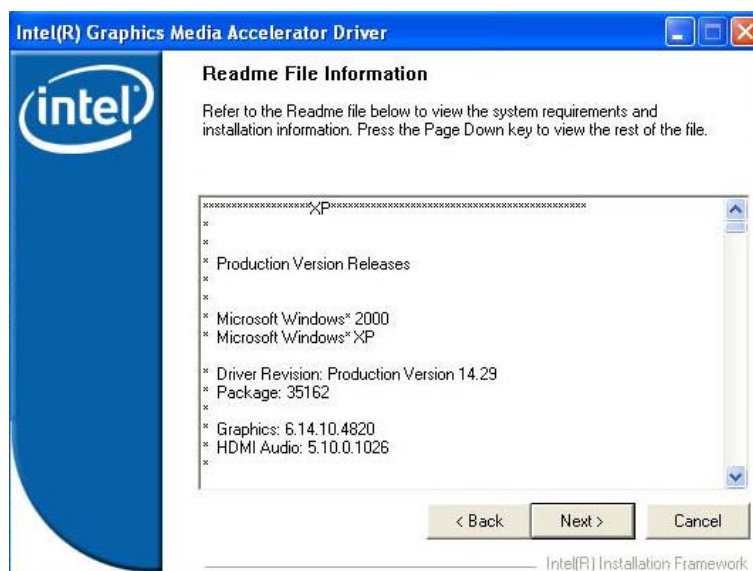 Intel(R) Graphics Media Accelerator Driver
intel
Readme File Information
Refer to the Readme file below to view the system requirements and
installation information. Press the Page Down key to view the rest of the file.
*******************XP**********************************************
*
*
* Production Version Releases
*
*
* Microsoft Windows* 2000
* Microsoft Windows* XP

* Driver Revision: Production Version 14.29
* Package: 35162
*
* Graphics: 6.14.10.4820
* HDMI Audio: 5.10.0.1026
*
< Back
Next >
Cancel
Intel(R) Installation Framework